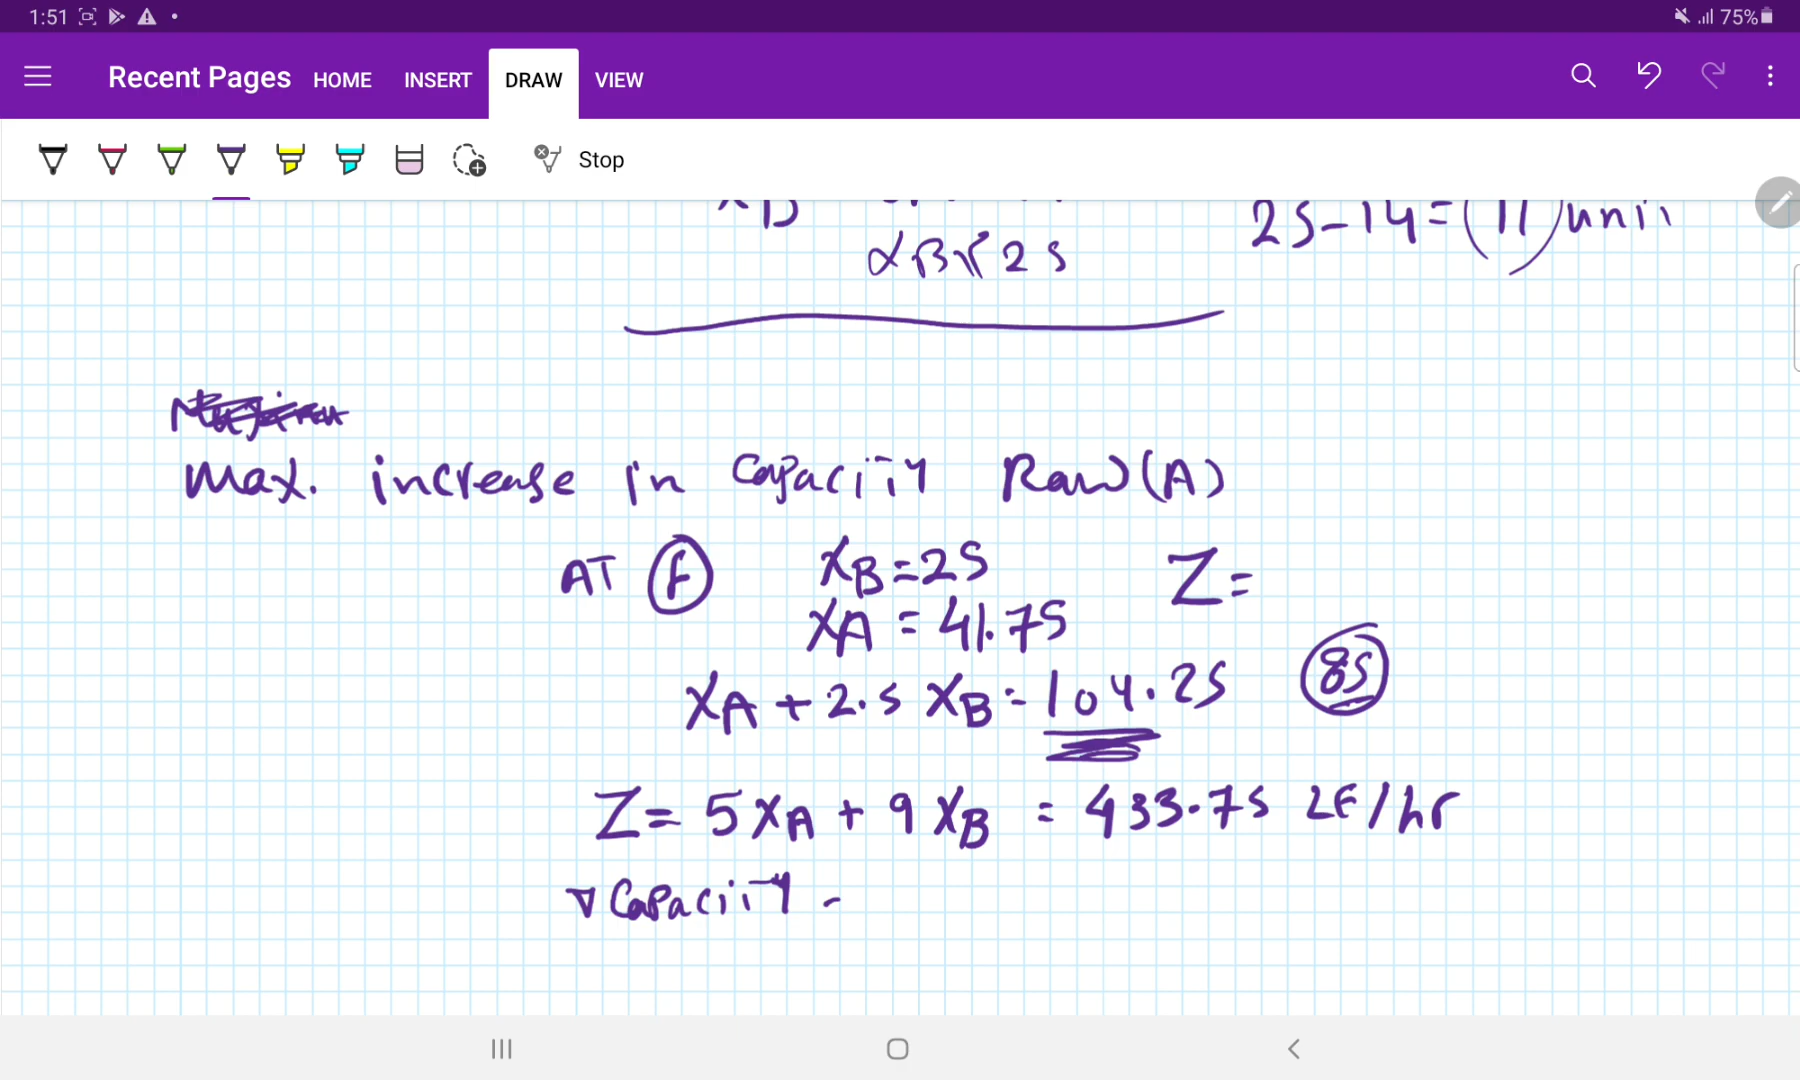 1:51 75%
Recent Pages HOME INSERT DRAW VIEW
Stop
XB
25-14=(11)unit
XB
25
Max. increase in Capacity Raw(A)
AT F XB=25 Z=
XA = 41.75
XA + 2.5 XB = 104.25 85
Z = 5XA + 9XB = 433.75 LE/hr
∇ Capacity -